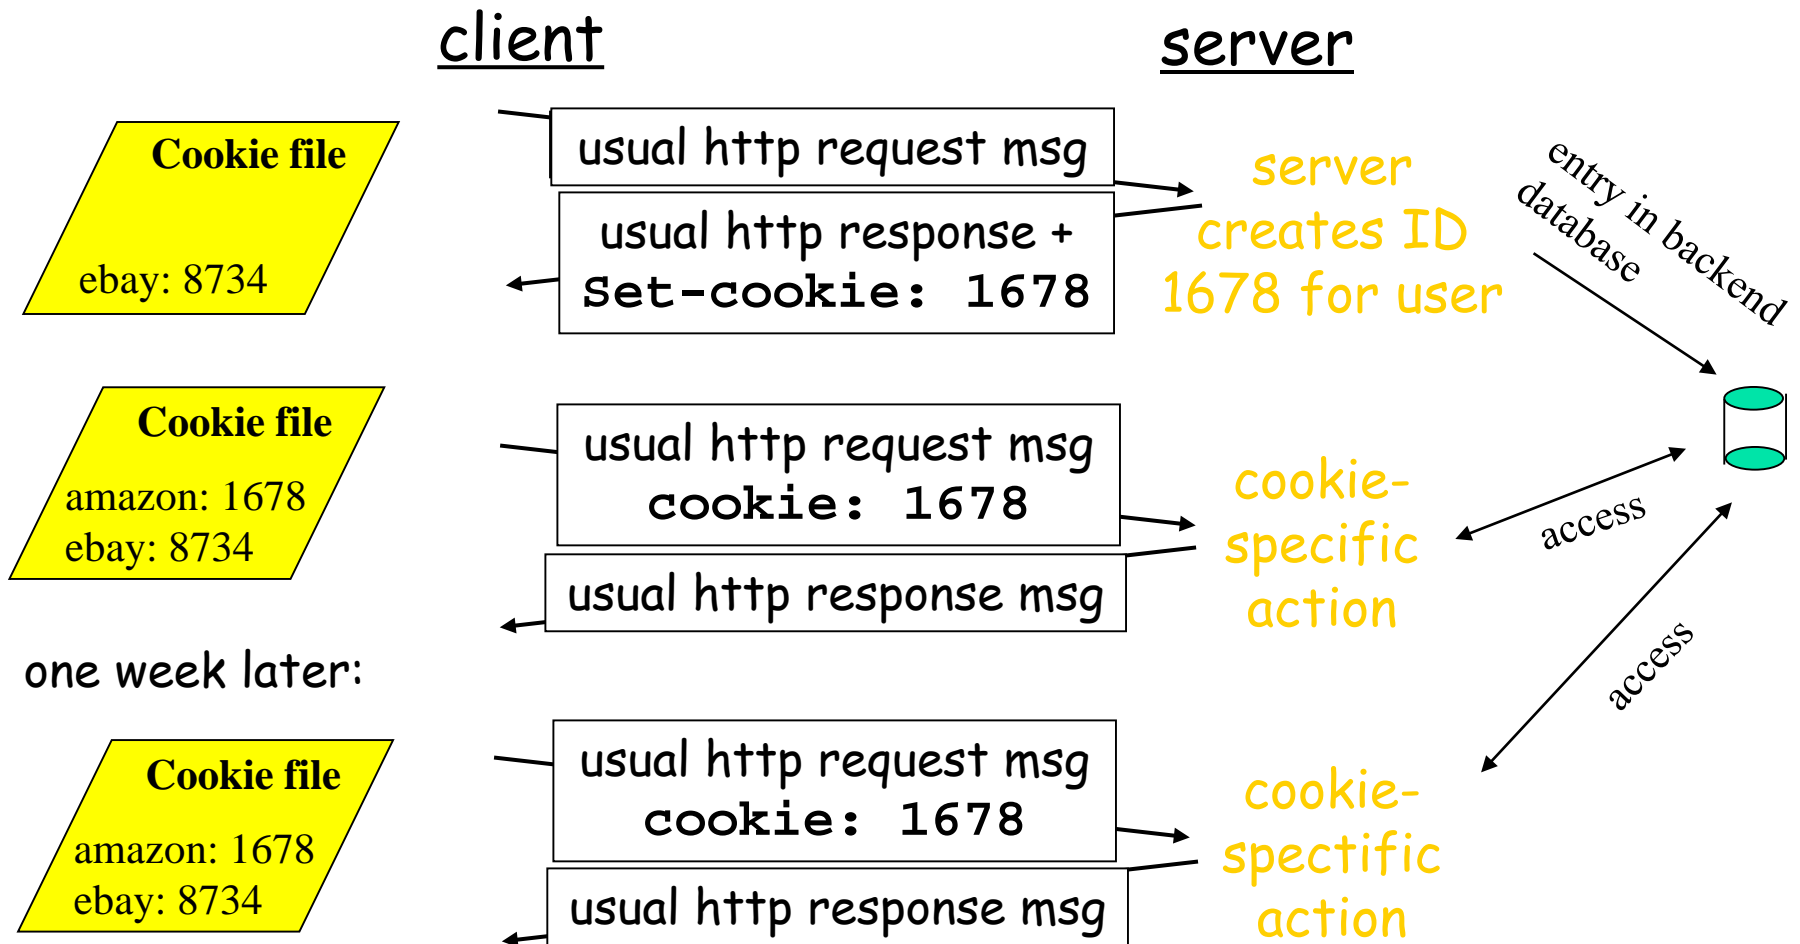 client
server
Cookie file
ebay: 8734
usual http request msg
usual http response +
Set-cookie: 1678
server
creates ID
1678 for user
entry in backend
database
Cookie file
amazon: 1678
ebay: 8734
usual http request msg
cookie: 1678
usual http response msg
cookie-
specific
action
access
one week later:
access
Cookie file
amazon: 1678
ebay: 8734
usual http request msg
cookie: 1678
usual http response msg
cookie-
spectific
action